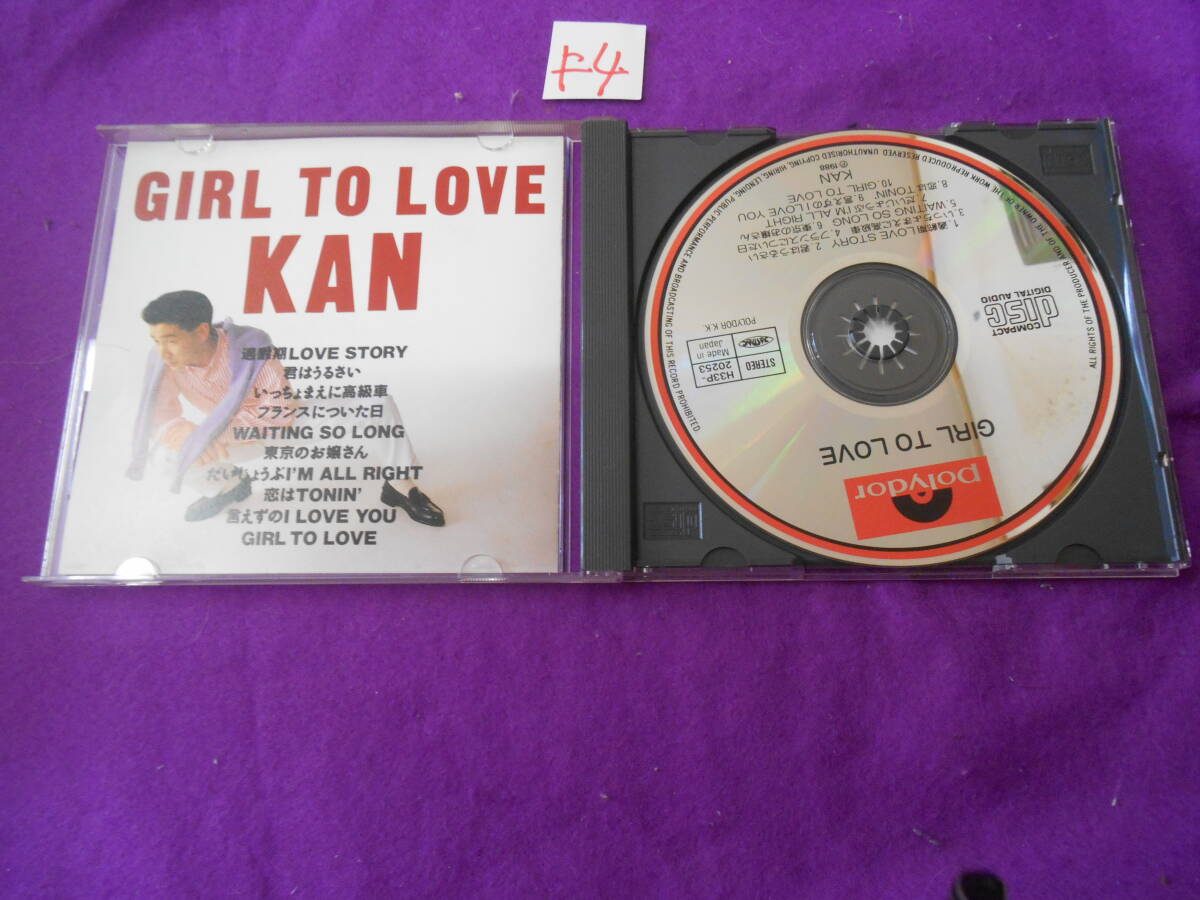 ﾄ4
GIRL TO LOVE
KAN
適齢期LOVE STORY
君はうるさい
いっちょまえに高級車
フランスについた日
WAITING SO LONG
東京のお嬢さん
だいじょうぶI'M ALL RIGHT
恋はTONIN'
言えずのI LOVE YOU
GIRL TO LOVE
polydor
GIRL TO LOVE
STEREO
H33P-
20253
Made in
Japan
POLYDOR K.K.
COMPACT
disc
DIGITAL AUDIO
1.適齢期LOVE STORY 2.君はうるさい
3.いっちょまえに高級車 4.フランスについた日
5.WAITING SO LONG 6.東京のお嬢さん
7.だいじょうぶI'M ALL RIGHT
8.恋はTONIN' 9.言えずのI LOVE YOU
10.GIRL TO LOVE
KAN
℗1988
ALL RIGHTS OF THE PRODUCER AND OF THE OWNER OF THE WORK REPRODUCED RESERVED. UNAUTHORISED COPYING, HIRING, LENDING, PUBLIC PERFORMANCE AND BROADCASTING OF THIS RECORD PROHIBITED